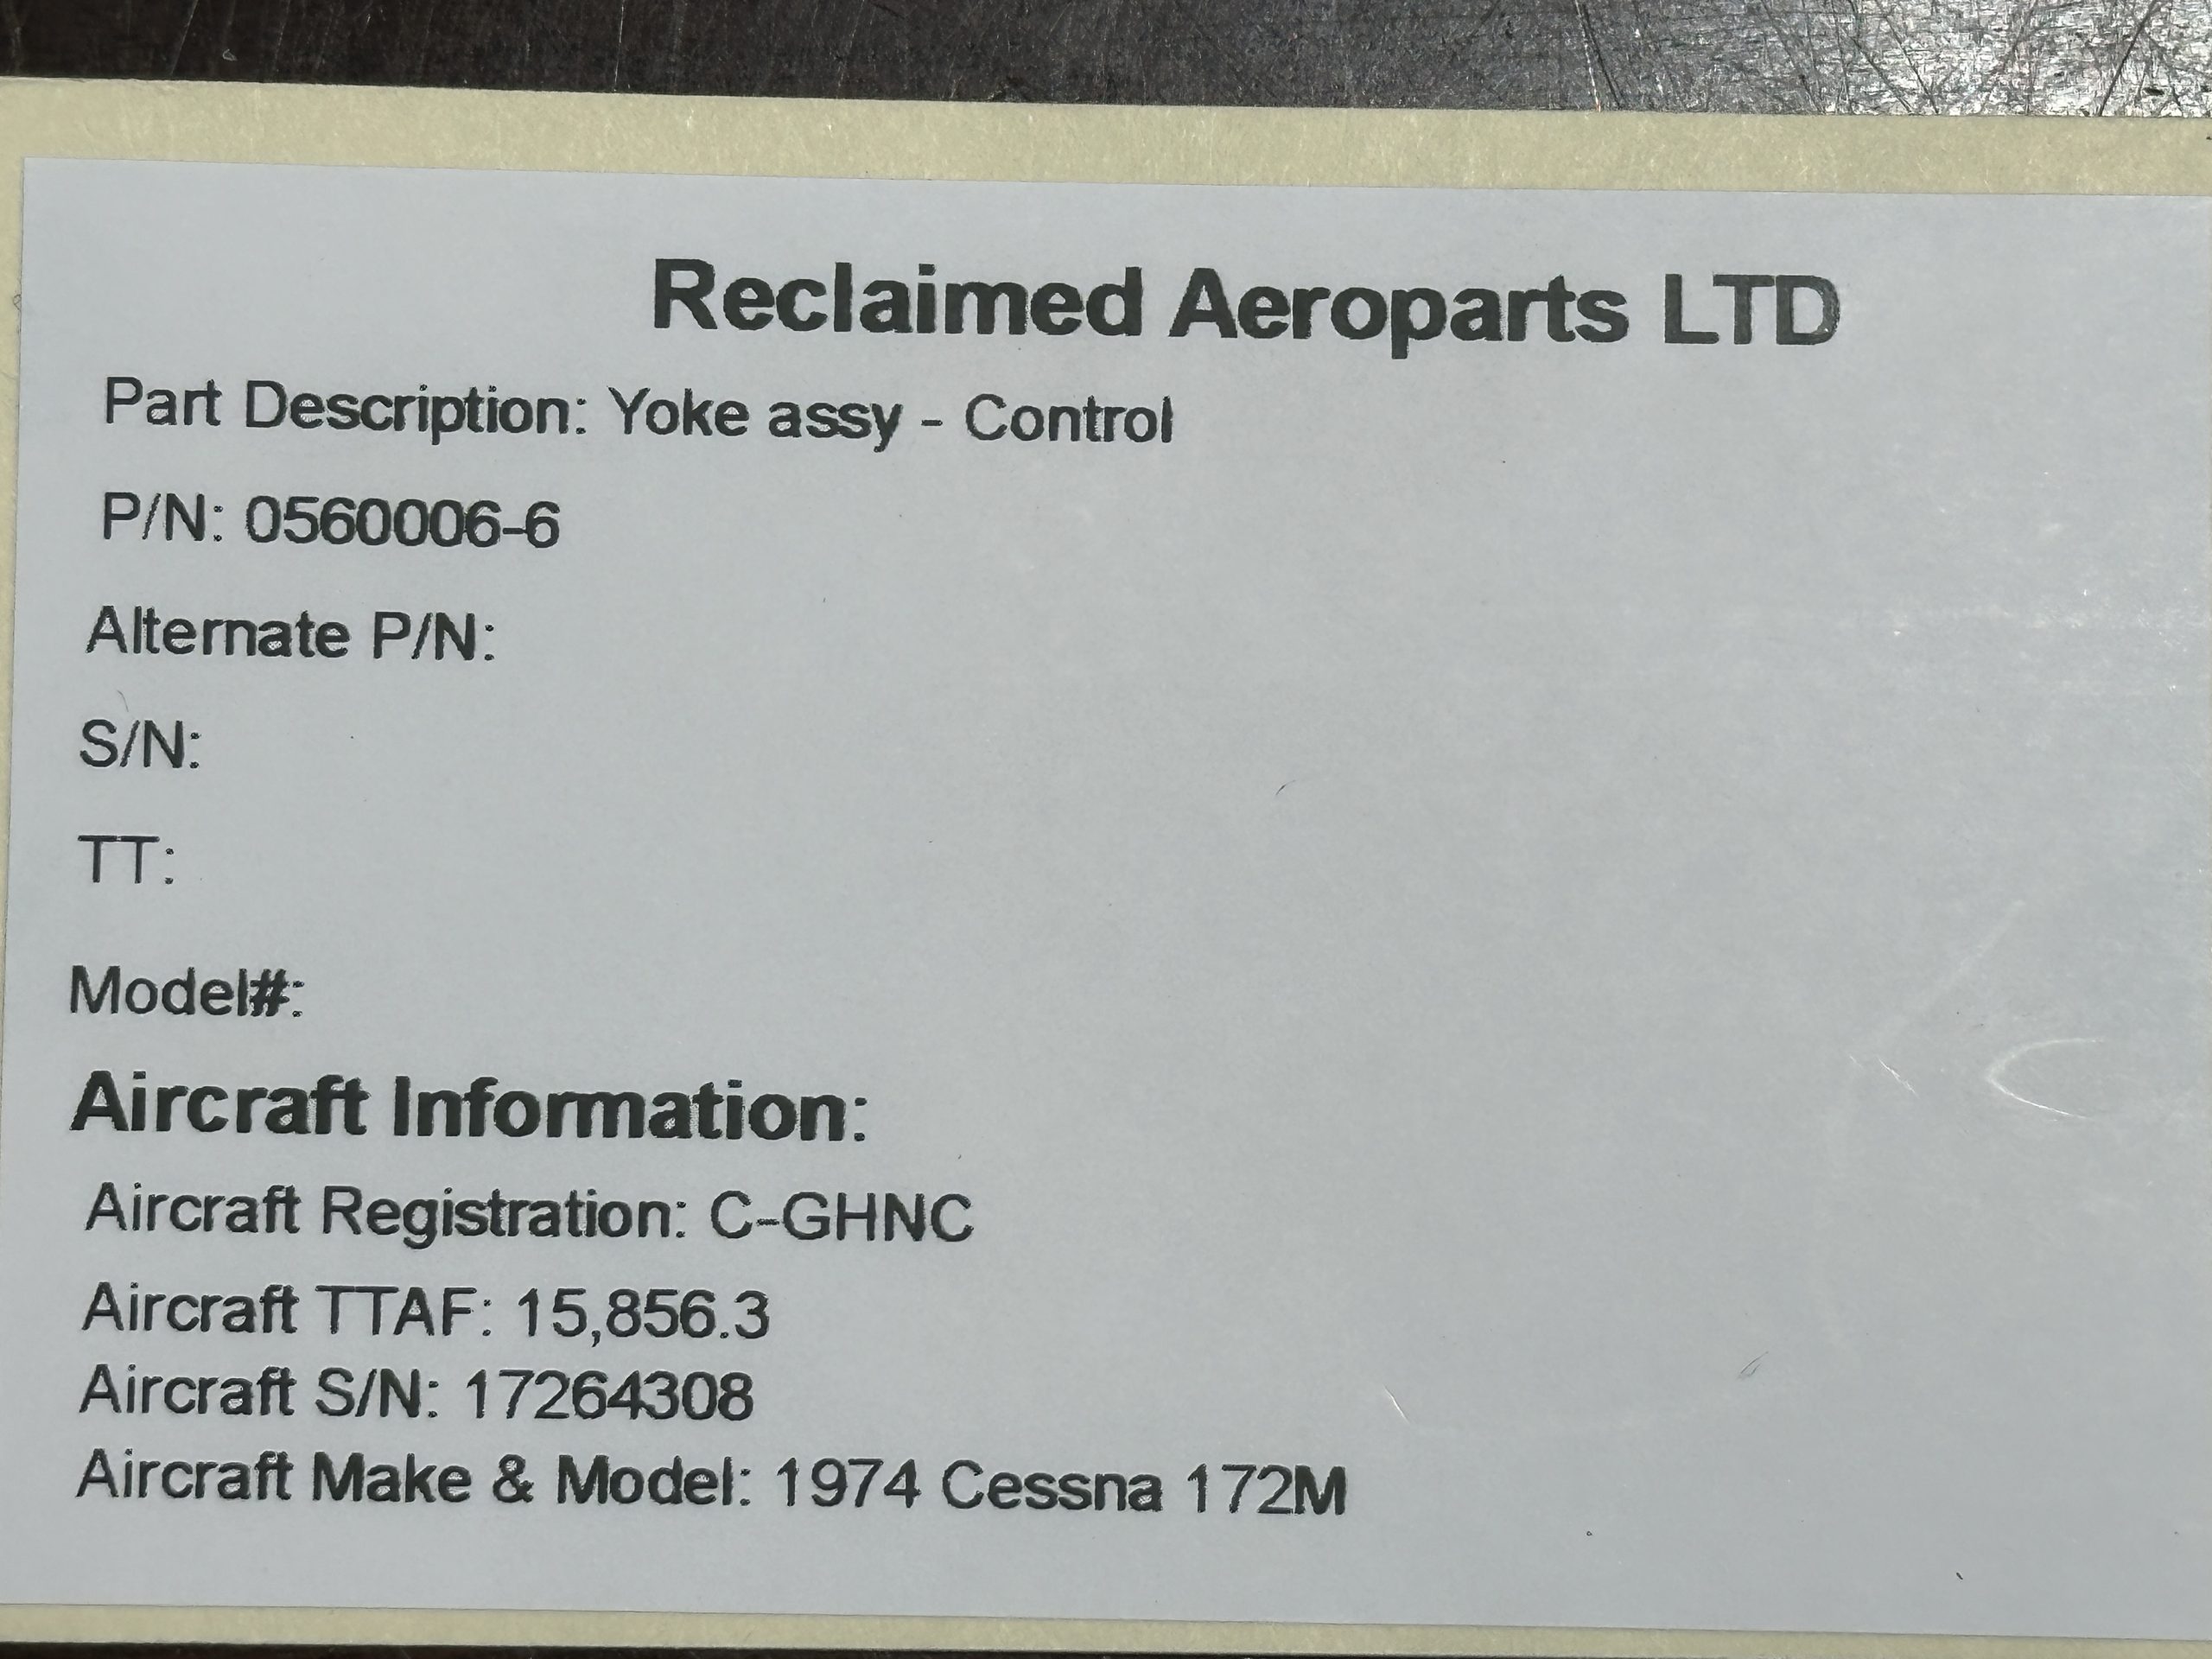 Reclaimed Aeroparts LTD
Part Description: Yoke assy - Control
P/N: 0560006-6
Alternate P/N:
S/N:
TT:
Model#:
Aircraft Information:
Aircraft Registration: C-GHNC
Aircraft TTAF: 15,856.3
Aircraft S/N: 17264308
Aircraft Make & Model: 1974 Cessna 172M